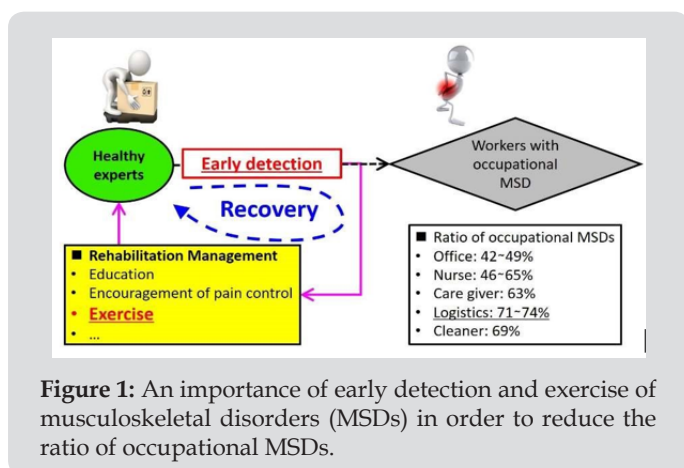 Healthy
experts
Early detection
Workers with
occupational
MSD
Recovery
■ Rehabilitation Management
• Education
• Encouragement of pain control
• Exercise
• ...
■ Ratio of occupational MSDs
• Office: 42~49%
• Nurse: 46~65%
• Care giver: 63%
• Logistics: 71~74%
• Cleaner: 69%
Figure 1: An importance of early detection and exercise of
musculoskeletal disorders (MSDs) in order to reduce the
ratio of occupational MSDs.